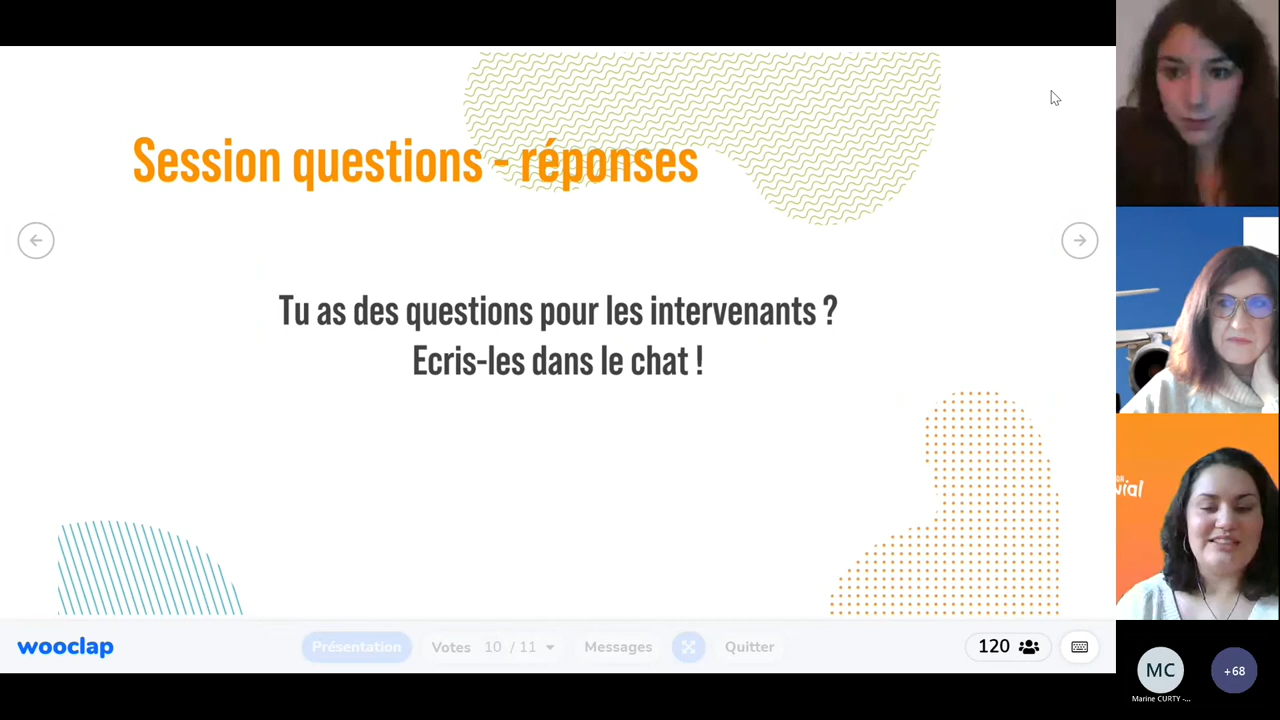 Session questions - réponses
Tu as des questions pour les intervenants ?
Ecris-les dans le chat !
wooclap
Présentation
Votes 10 / 11
Messages
Quitter
120
MC
+68
Marine CURTY -...